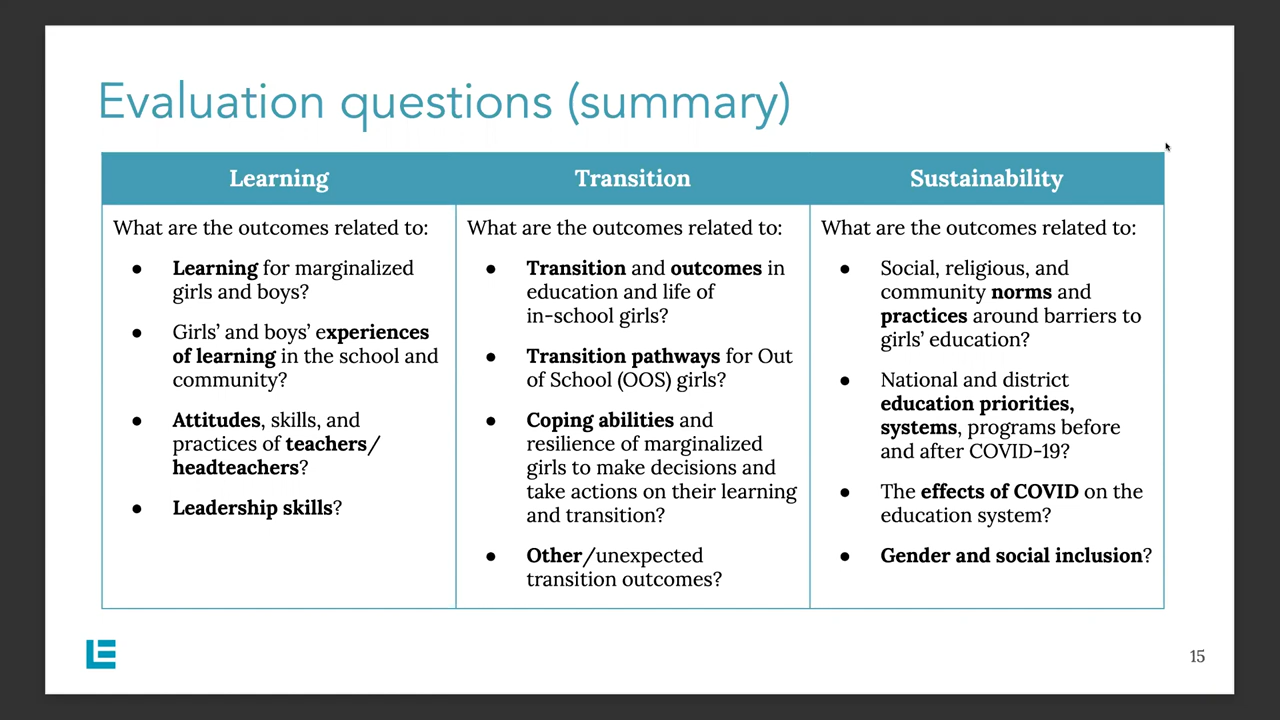 Evaluation questions (summary)
Learning
What are the outcomes related to:
● Learning for marginalized
girls and boys?
● Girls’ and boys’ experiences
of learning in the school and
community?
● Attitudes, skills, and
practices of teachers/
headteachers?
● Leadership skills?
Transition
What are the outcomes related to:
● Transition and outcomes in
education and life of
in-school girls?
● Transition pathways for Out
of School (OOS) girls?
● Coping abilities and
resilience of marginalized
girls to make decisions and
take actions on their learning
and transition?
● Other/unexpected
transition outcomes?
Sustainability
What are the outcomes related to:
● Social, religious, and
community norms and
practices around barriers to
girls’ education?
● National and district
education priorities,
systems, programs before
and after COVID-19?
● The effects of COVID on the
education system?
● Gender and social inclusion?
LE
15